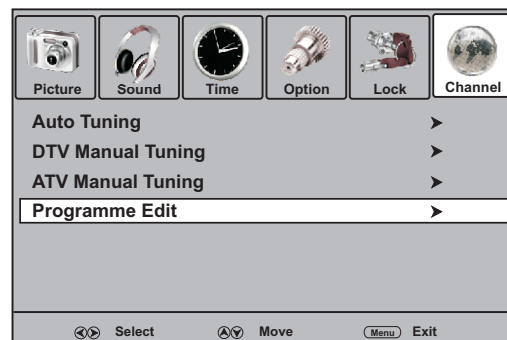 Picture Sound Time Option Lock Channel
Auto Tuning
DTV Manual Tuning
ATV Manual Tuning
Programme Edit
Select Move Menu Exit